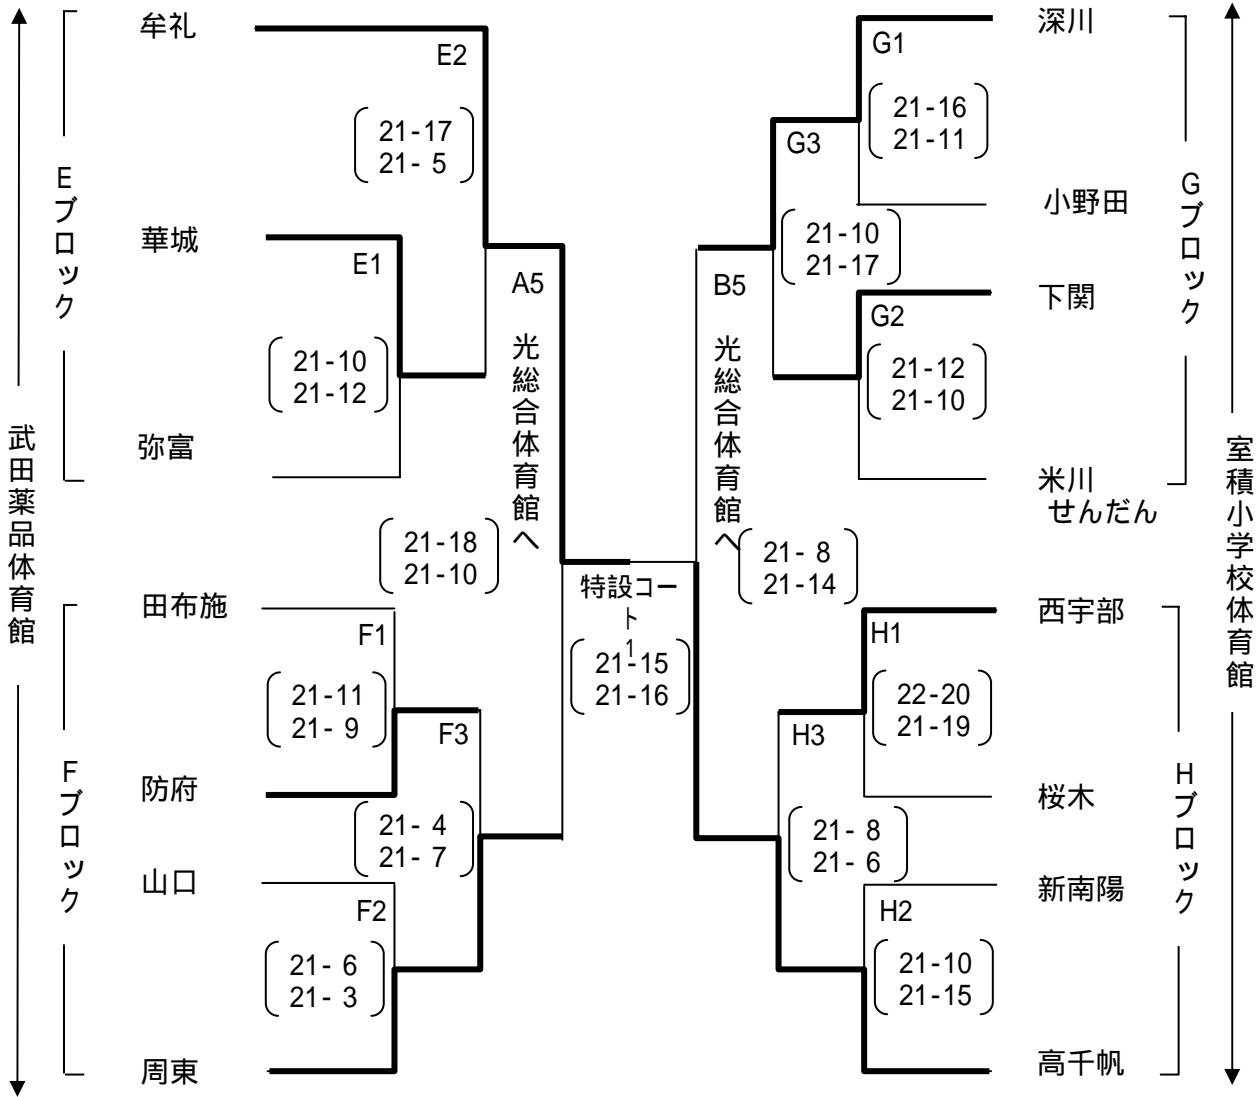 武田薬品体育館
Eブロック
牟礼
E2
21-17
21- 5
華城
E1
21-10
21-12
弥富
A5
光総合体育館へ
21-18
21-10
Fブロック
田布施
F1
21-11
21- 9
防府
F3
21- 4
21- 7
山口
F2
21- 6
21- 3
周東
特設コー
ト
1
21-15
21-16
深川
G1
21-16
21-11
小野田
G3
21-10
21-17
下関
G2
21-12
21-10
米川
せんだん
Gブロック
B5
光総合体育館へ
21- 8
21-14
西宇部
H1
22-20
21-19
桜木
H3
21- 8
21- 6
新南陽
H2
21-10
21-15
高千帆
Hブロック
室積小学校体育館